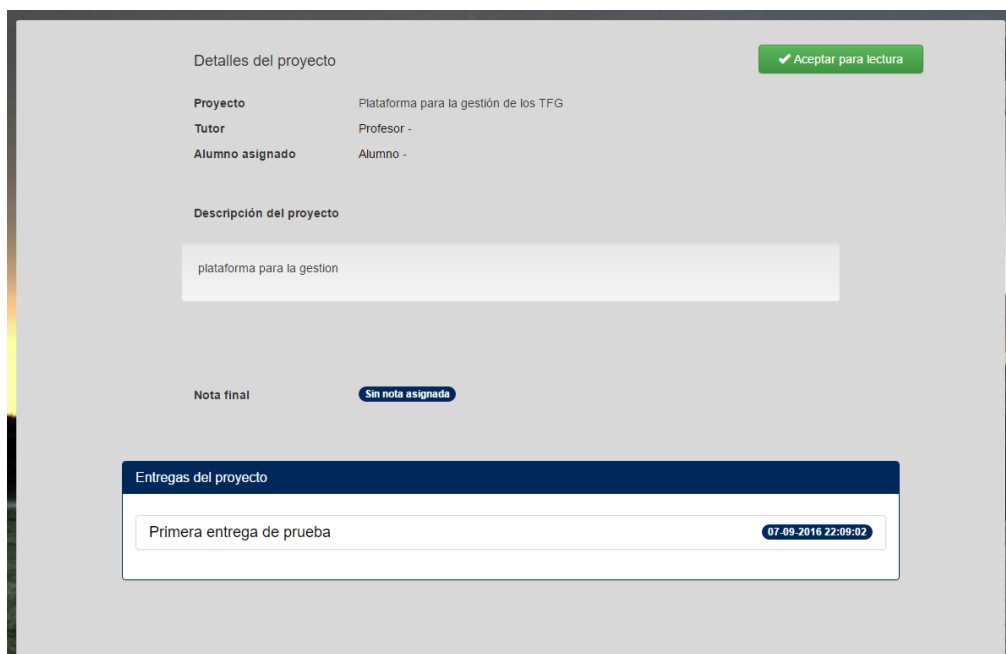 Detalles del proyecto
Aceptar para lectura
Proyecto Plataforma para la gestión de los TFG
Tutor Profesor -
Alumno asignado Alumno -
Descripción del proyecto
plataforma para la gestion
Nota final Sin nota asignada
Entregas del proyecto
Primera entrega de prueba 07-09-2016 22:09:02